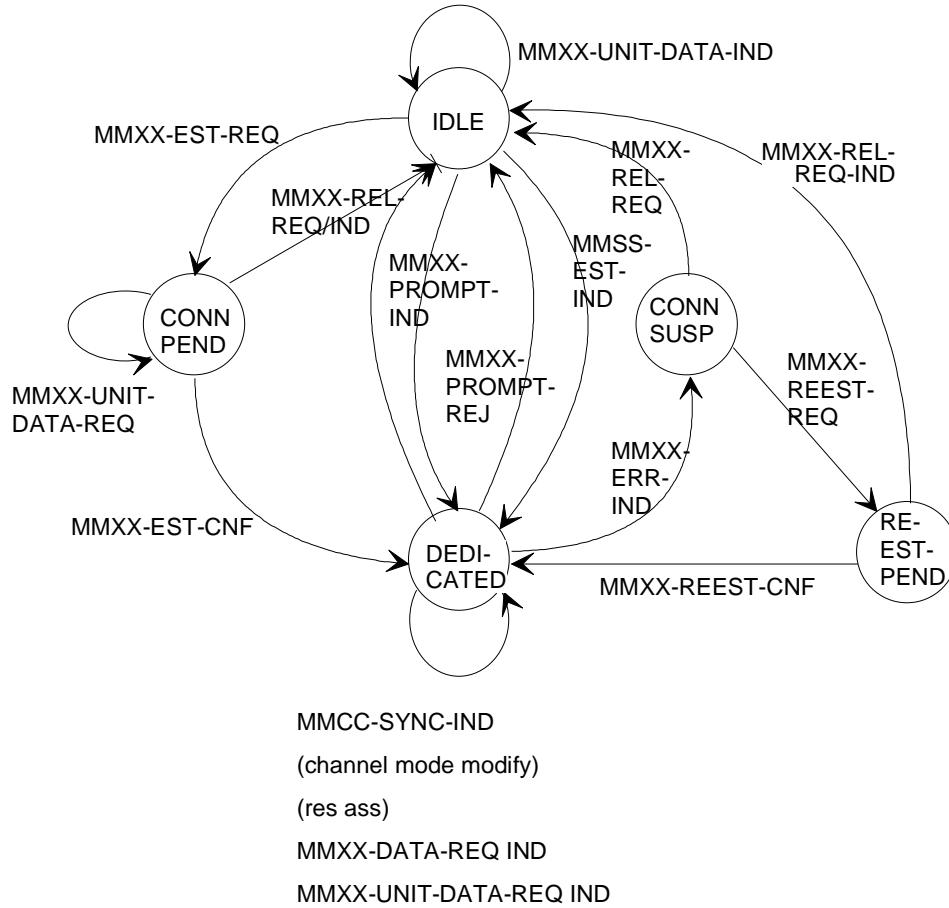 MMXX-UNIT-DATA-IND
IDLE
MMXX-EST-REQ
MMXX-REL-
REQ/IND
MMXX-
REL-
REQ
MMXX-REL-
REQ-IND
MMXX-
PROMPT-
IND
MMSS-
EST-
IND
CONN
PEND
CONN
SUSP
MMXX-
PROMPT-
REJ
MMXX-
REEST-
REQ
MMXX-UNIT-
DATA-REQ
MMXX-
ERR-
IND
MMXX-EST-CNF
DEDI-
CATED
RE-
EST-
PEND
MMXX-REEST-CNF
MMCC-SYNC-IND
(channel mode modify)
(res ass)
MMXX-DATA-REQ IND
MMXX-UNIT-DATA-REQ IND